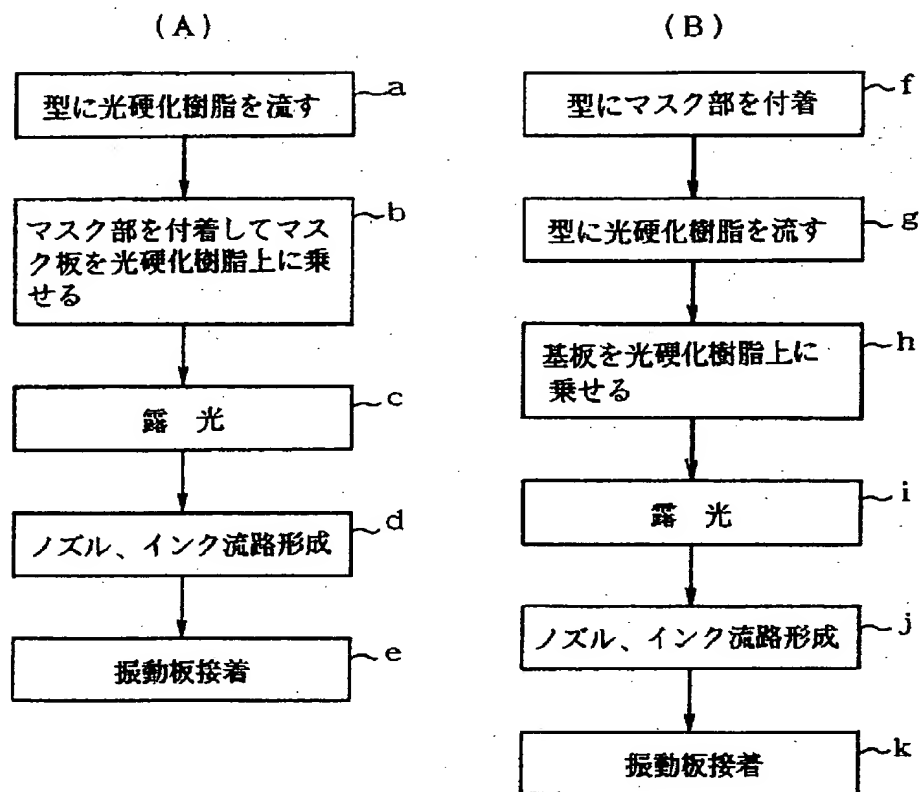 (A)
型に光硬化樹脂を流す
a
マスク部を付着してマス
ク板を光硬化樹脂上に乗
せる
b
露 光
c
ノズル、インク流路形成
d
振動板接着
e
(B)
型にマスク部を付着
f
型に光硬化樹脂を流す
g
基板を光硬化樹脂上に
乗せる
h
露 光
i
ノズル、インク流路形成
j
振動板接着
k